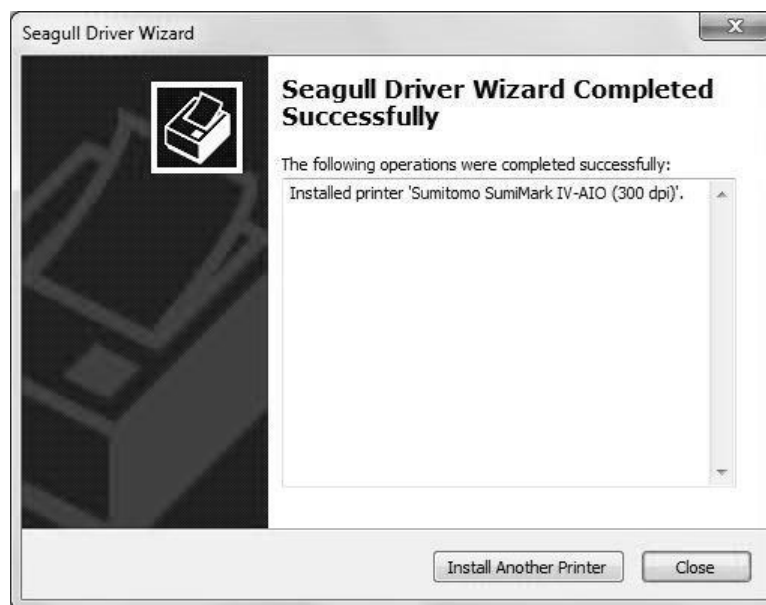 Seagull Driver Wizard
Seagull Driver Wizard Completed
Successfully
The following operations were completed successfully:
Installed printer 'Sumitomo SumiMark IV-AIO (300 dpi)'.
Install Another Printer
Close